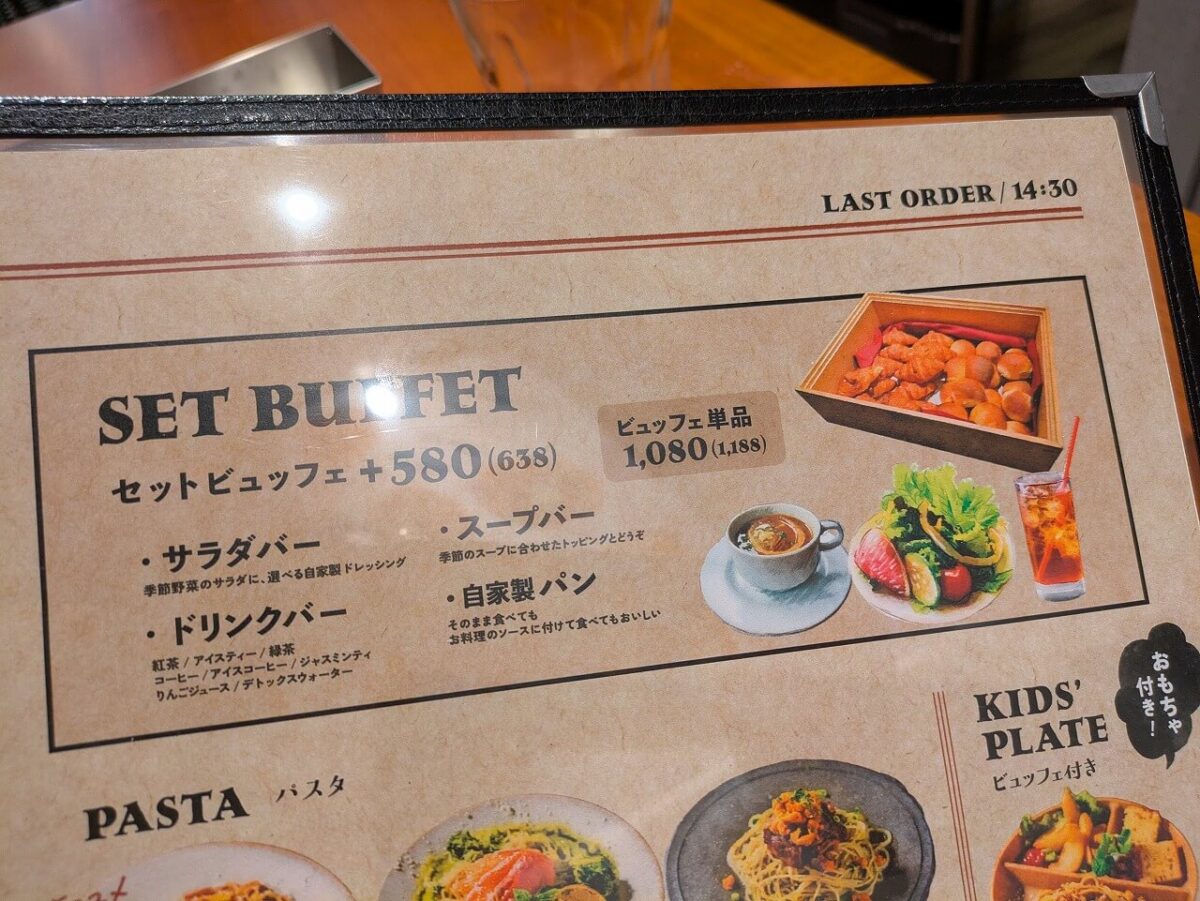 LAST ORDER / 14:30
SET BUFFET
セットビュッフェ +580(638)
ビュッフェ単品
1,080(1,188)
・サラダバー
季節野菜のサラダに、選べる自家製ドレッシング
・ドリンクバー
紅茶 / アイスティー / 緑茶
コーヒー / アイスコーヒー / ジャスミンティ
りんごジュース / デトックスウォーター
・スープバー
季節のスープに合わせたトッピングとどうぞ
・自家製パン
そのまま食べても
お料理のソースに付けて食べてもおいしい
PASTA パスタ
KIDS'
PLATE
ビュッフェ付き
おもちゃ
付き!